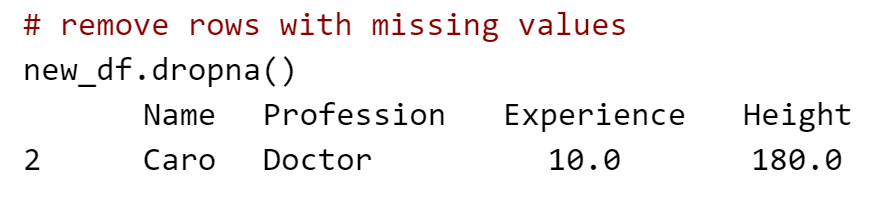 # remove rows with missing values
new_df.dropna()
Name Profession Experience Height
2 Caro Doctor 10.0 180.0